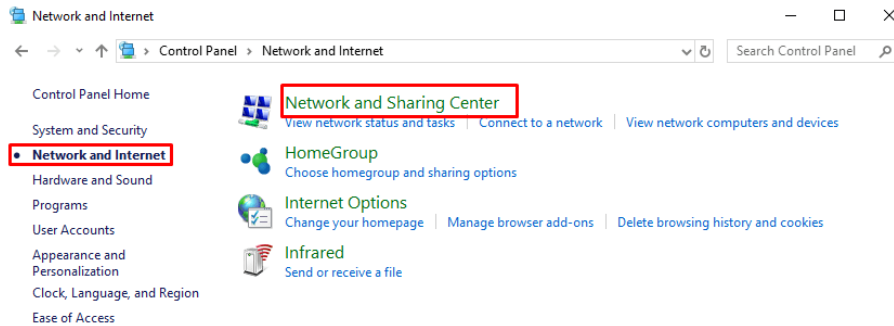 Network and Internet
Control Panel > Network and Internet
Search Control Panel
Control Panel Home
System and Security
Network and Internet
Hardware and Sound
Programs
User Accounts
Appearance and
Personalization
Clock, Language, and Region
Ease of Access
Network and Sharing Center
View network status and tasks | Connect to a network | View network computers and devices
HomeGroup
Choose homegroup and sharing options
Internet Options
Change your homepage | Manage browser add-ons | Delete browsing history and cookies
Infrared
Send or receive a file